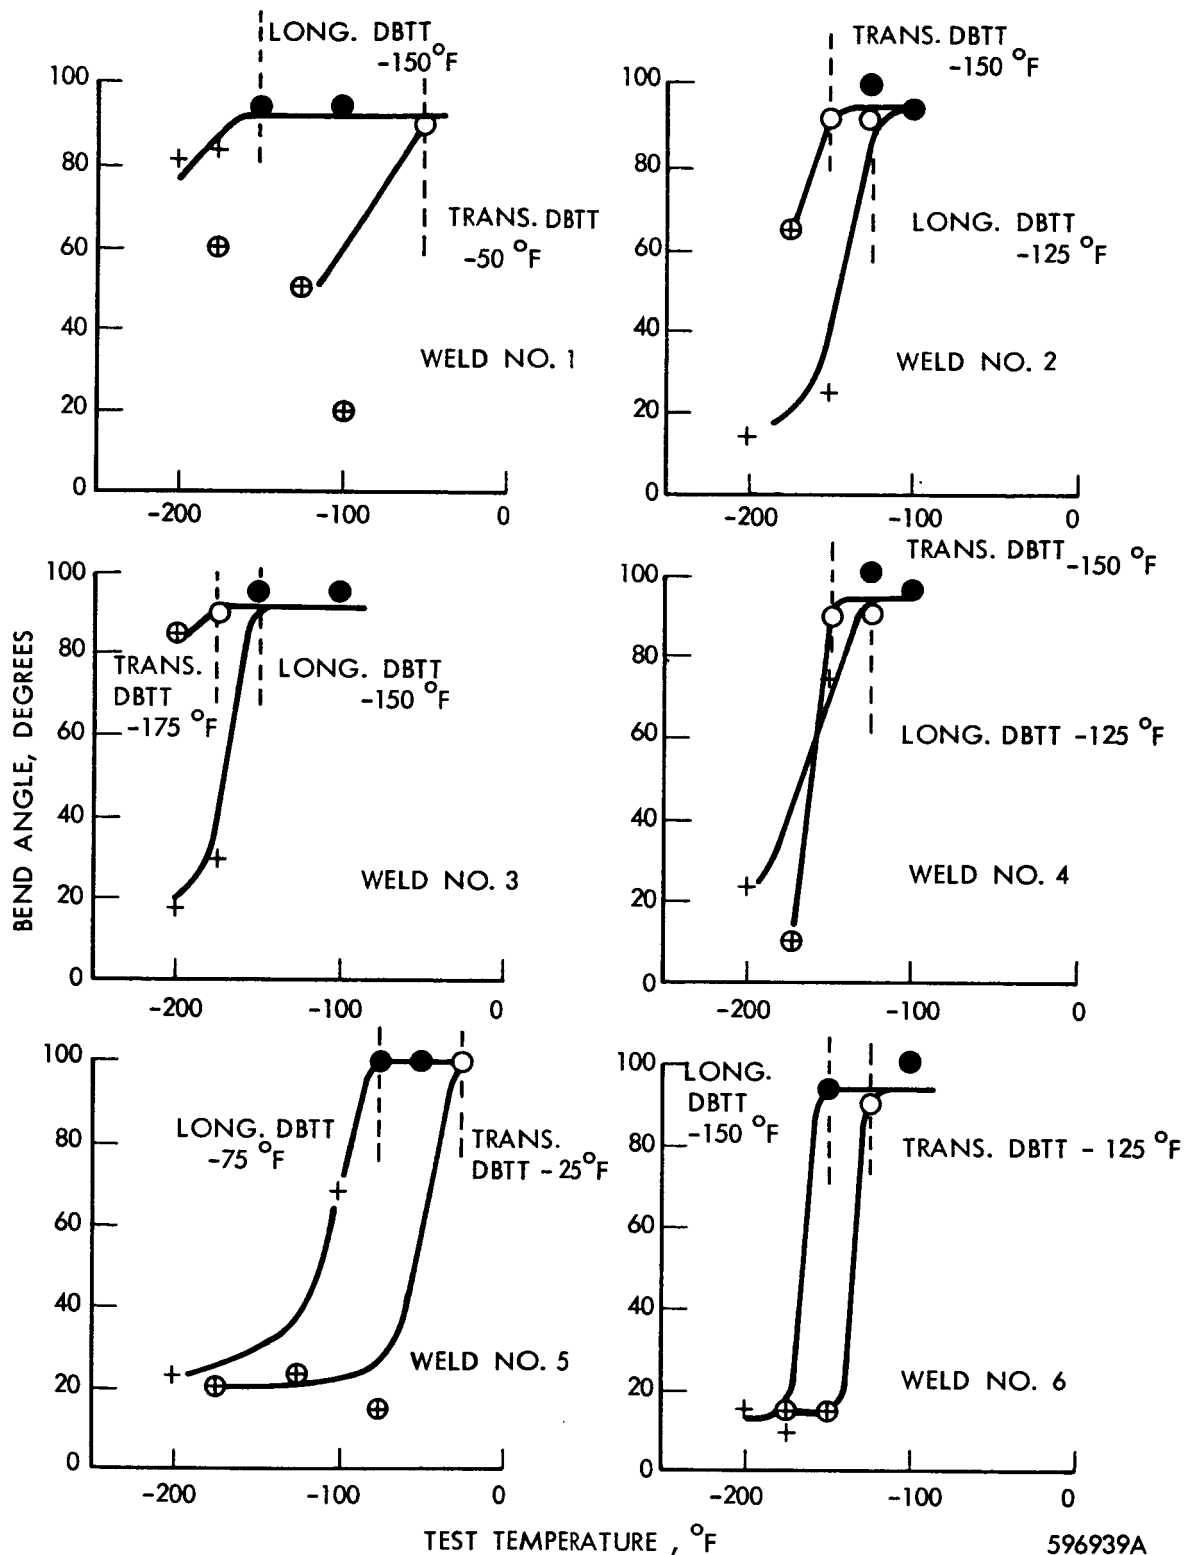 LONG. DBTT
-150 °F
100
80
60
40
20
0
-200
-100
0
TRANS. DBTT
-50 °F
WELD NO. 1
TRANS. DBTT
-150 °F
100
80
60
40
20
0
-200
-100
0
LONG. DBTT
-125 °F
WELD NO. 2
100
80
60
40
20
0
-200
-100
0
TRANS.
DBTT
-175 °F
LONG. DBTT
-150 °F
WELD NO. 3
TRANS. DBTT -150 °F
100
80
60
40
20
0
-200
-100
0
LONG. DBTT -125 °F
WELD NO. 4
BEND ANGLE, DEGREES
100
80
60
40
20
0
-200
-100
0
LONG. DBTT
-75 °F
TRANS.
DBTT -25°F
WELD NO. 5
100
80
60
40
20
0
-200
-100
0
LONG.
DBTT
-150 °F
TRANS. DBTT - 125 °F
WELD NO. 6
TEST TEMPERATURE , °F
596939A